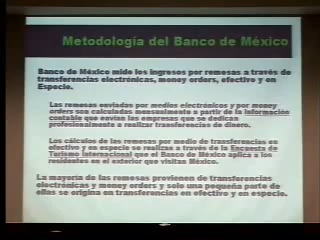 Metodología del Banco de México
Banco de México mide los ingresos por remesas a través de
transferencias electrónicas, money orders, efectivo y en
Especie.
Las remesas enviadas por medios electrónicos y por money
orders son calculadas mensualmente a partir de la información
contable que envían las empresas que se dedican
profesionalmente a realizar transferencias de dinero.
Los cálculos de las remesas por medio de transferencias en
efectivo y en especie se realizan a través de la Encuesta de
Turismo Internacional que el Banco de México aplica a los
residentes en el exterior que visitan México.
La mayoría de las remesas provienen de transferencias
electrónicas y money orders y solo una pequeña parte de
ellas se origina en transferencias en efectivo y en especie.